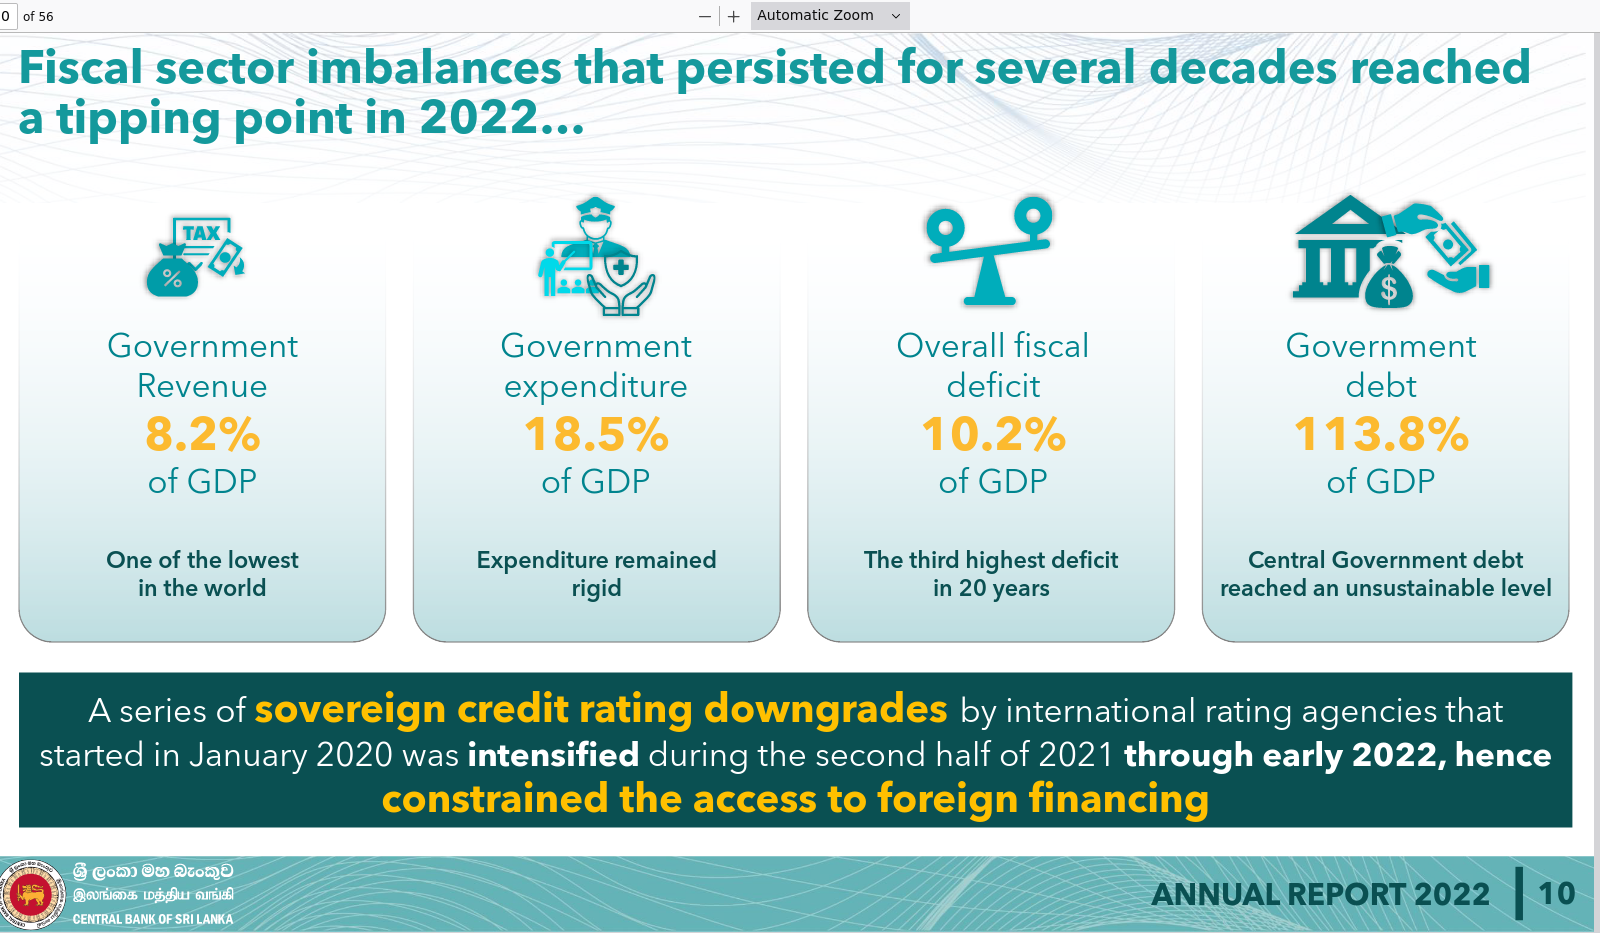 0 of 56
Automatic Zoom
Fiscal sector imbalances that persisted for several decades reached
a tipping point in 2022...
TAX
%
$
Government
Revenue
8.2%
of GDP
One of the lowest
in the world
Government
expenditure
18.5%
of GDP
Expenditure remained
rigid
Overall fiscal
deficit
10.2%
of GDP
The third highest deficit
in 20 years
Government
debt
113.8%
of GDP
Central Government debt
reached an unsustainable level
A series of sovereign credit rating downgrades by international rating agencies that
started in January 2020 was intensified during the second half of 2021 through early 2022, hence
constrained the access to foreign financing
ශ්‍රී ලංකා මහ බැංකුව
இலங்கை மத்திய வங்கி
CENTRAL BANK OF SRI LANKA
ANNUAL REPORT 2022 10